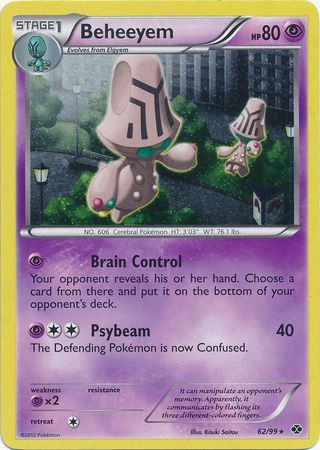 STAGE1
Beheeyem
HP 80
Evolves from Elgyem
NO. 606 Cerebral Pokémon HT: 3'03" WT: 76.1 lbs.
Brain Control
Your opponent reveals his or her hand. Choose a
card from there and put it on the bottom of your
opponent's deck.
Psybeam 40
The Defending Pokémon is now Confused.
weakness resistance
×2
retreat
It can manipulate an opponent's
memory. Apparently, it
communicates by flashing its
three different-colored fingers.
©2012 Pokémon
Illus. Kouki Saitou
62/99★